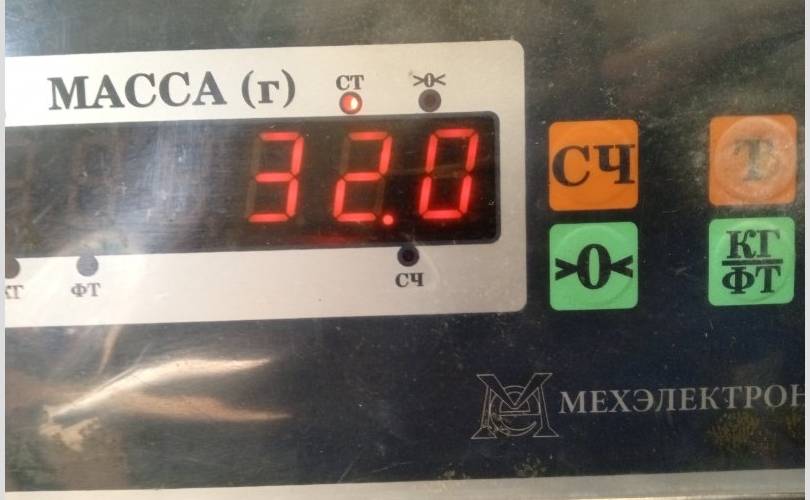 МАССА (г)
СТ
>0<
32.0
СЧ
Т
>0<
КГ
ФТ
КГ
ФТ
СЧ
МЕХЭЛЕКТРОН